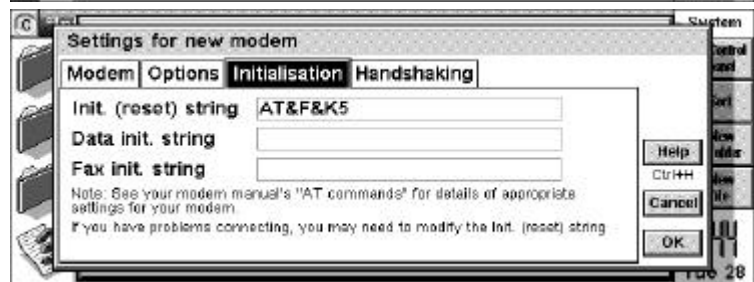 C
System
Settings for new modem
Modem Options Initialisation Handshaking
Init. (reset) string AT&F&K5
Data init. string
Fax init. string
Note: See your modem manual's "AT commands" for details of appropriate
settings for your modem.
If you have problems connecting, you may need to modify the Init. (reset) string
Help
Ctrl+H
Cancel
OK
Tue 28